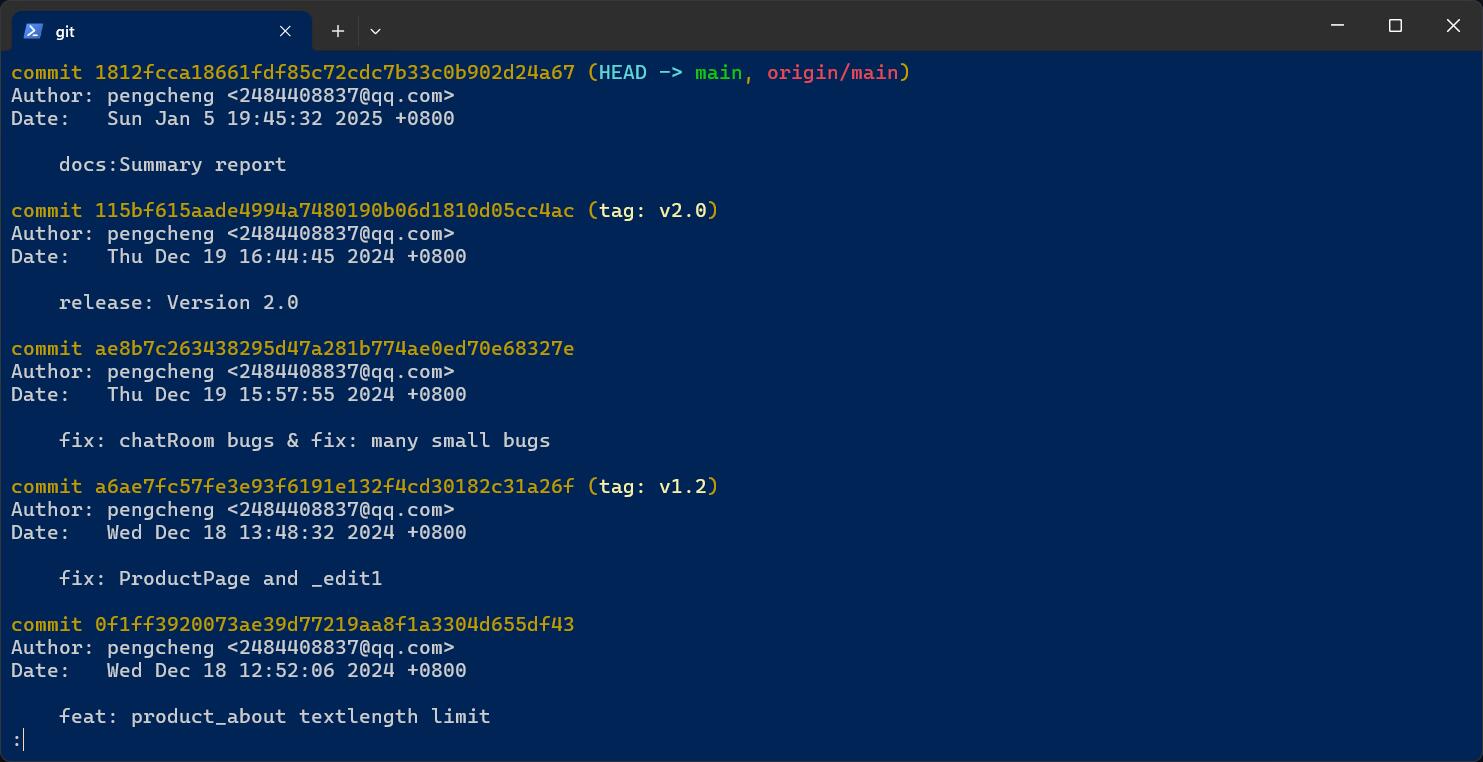 git
commit 1812fcca18661fdf85c72cdc7b33c0b902d24a67 (HEAD -> main, origin/main)
Author: pengcheng <2484408837@qq.com>
Date:   Sun Jan 5 19:45:32 2025 +0800
    docs:Summary report
commit 115bf615aade4994a7480190b06d1810d05cc4ac (tag: v2.0)
Author: pengcheng <2484408837@qq.com>
Date:   Thu Dec 19 16:44:45 2024 +0800
    release: Version 2.0
commit ae8b7c263438295d47a281b774ae0ed70e68327e
Author: pengcheng <2484408837@qq.com>
Date:   Thu Dec 19 15:57:55 2024 +0800
    fix: chatRoom bugs & fix: many small bugs
commit a6ae7fc57fe3e93f6191e132f4cd30182c31a26f (tag: v1.2)
Author: pengcheng <2484408837@qq.com>
Date:   Wed Dec 18 13:48:32 2024 +0800
    fix: ProductPage and _edit1
commit 0f1ff3920073ae39d77219aa8f1a3304d655df43
Author: pengcheng <2484408837@qq.com>
Date:   Wed Dec 18 12:52:06 2024 +0800
    feat: product_about textlength limit
: